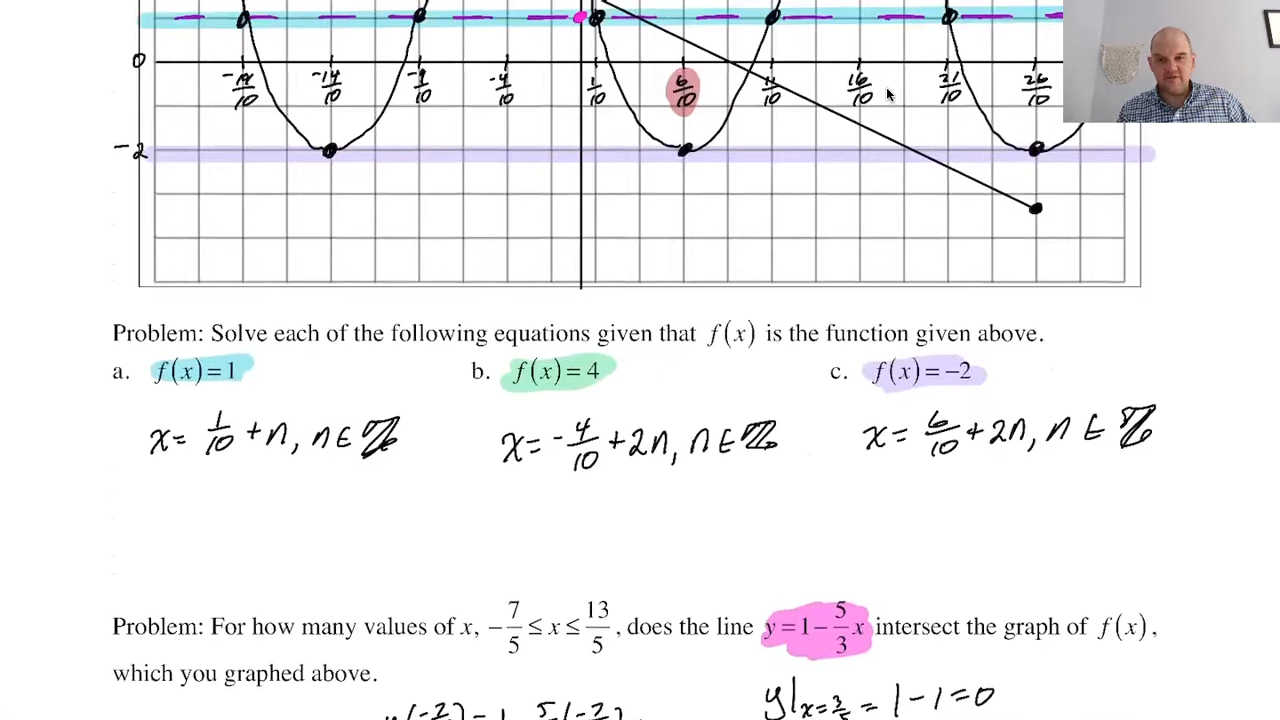 0
-19/10 -14/10 -9/10 -4/10 1/10 6/10 11/10 16/10 21/10 26/10
-2
Problem: Solve each of the following equations given that f(x) is the function given above.
a. f(x)=1 b. f(x)=4 c. f(x)=-2
x= 1/10 +n, n∈ℤ x= -4/10 +2n, n∈ℤ x= 6/10 +2n, n∈ℤ
Problem: For how many values of x, -7/5 ≤ x ≤ 13/5, does the line y=1-5/3x intersect the graph of f(x),
which you graphed above.
y|x=3/5 = 1-1=0